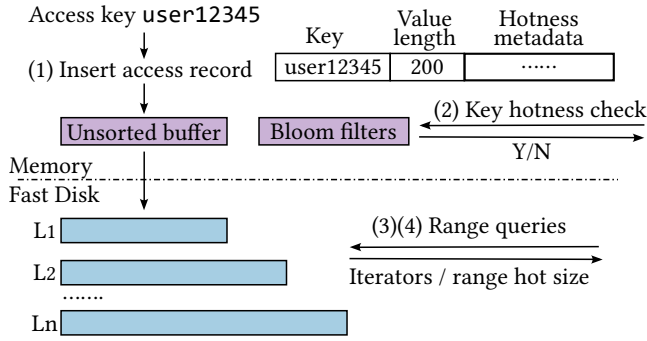 Access key user12345
Key
Value length
Hotness metadata
(1) Insert access record
user12345
200
......
(2) Key hotness check
Unsorted buffer
Bloom filters
Y/N
Memory
Fast Disk
L1
(3)(4) Range queries
L2
Iterators / range hot size
.......
Ln